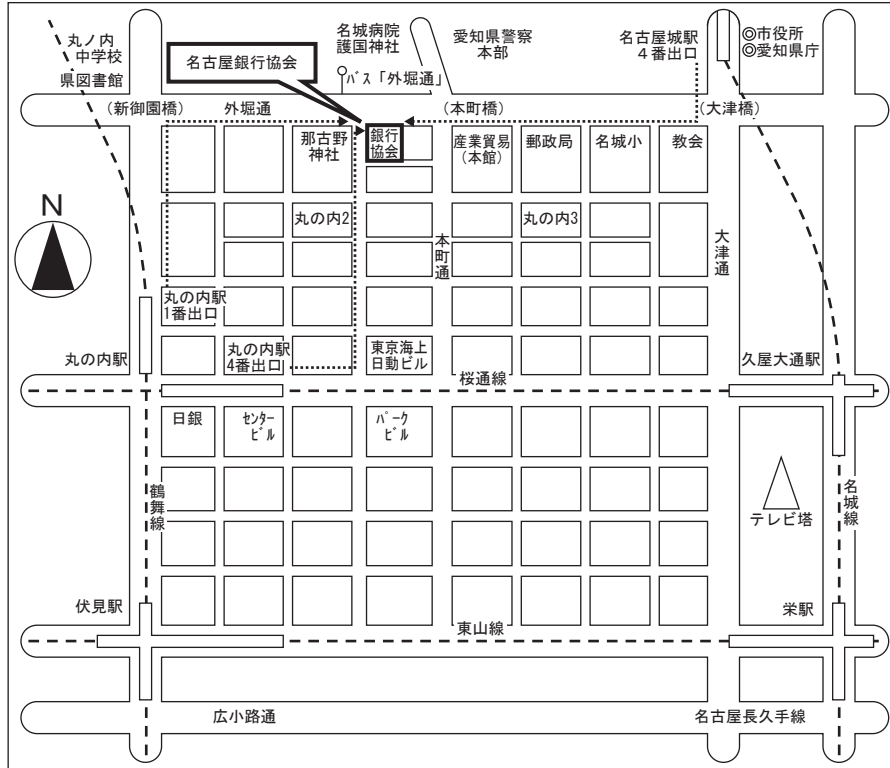 丸ノ内
中学校
県図書館
名城病院
護国神社
愛知県警察
本部
名古屋城駅
4番出口
◎市役所
◎愛知県庁
名古屋銀行協会
バス「外堀通」
(新御園橋)
外堀通
(本町橋)
(大津橋)
那古野
神社
銀行
協会
産業貿易
(本館)
郵政局
名城小
教会
N
丸の内2
丸の内3
本町通
大津通
丸の内駅
1番出口
丸の内駅
丸の内駅
4番出口
東京海上
日動ビル
久屋大通駅
桜通線
日銀
センター
ビル
パーク
ビル
鶴舞線
テレビ塔
名城線
伏見駅
栄駅
東山線
広小路通
名古屋長久手線